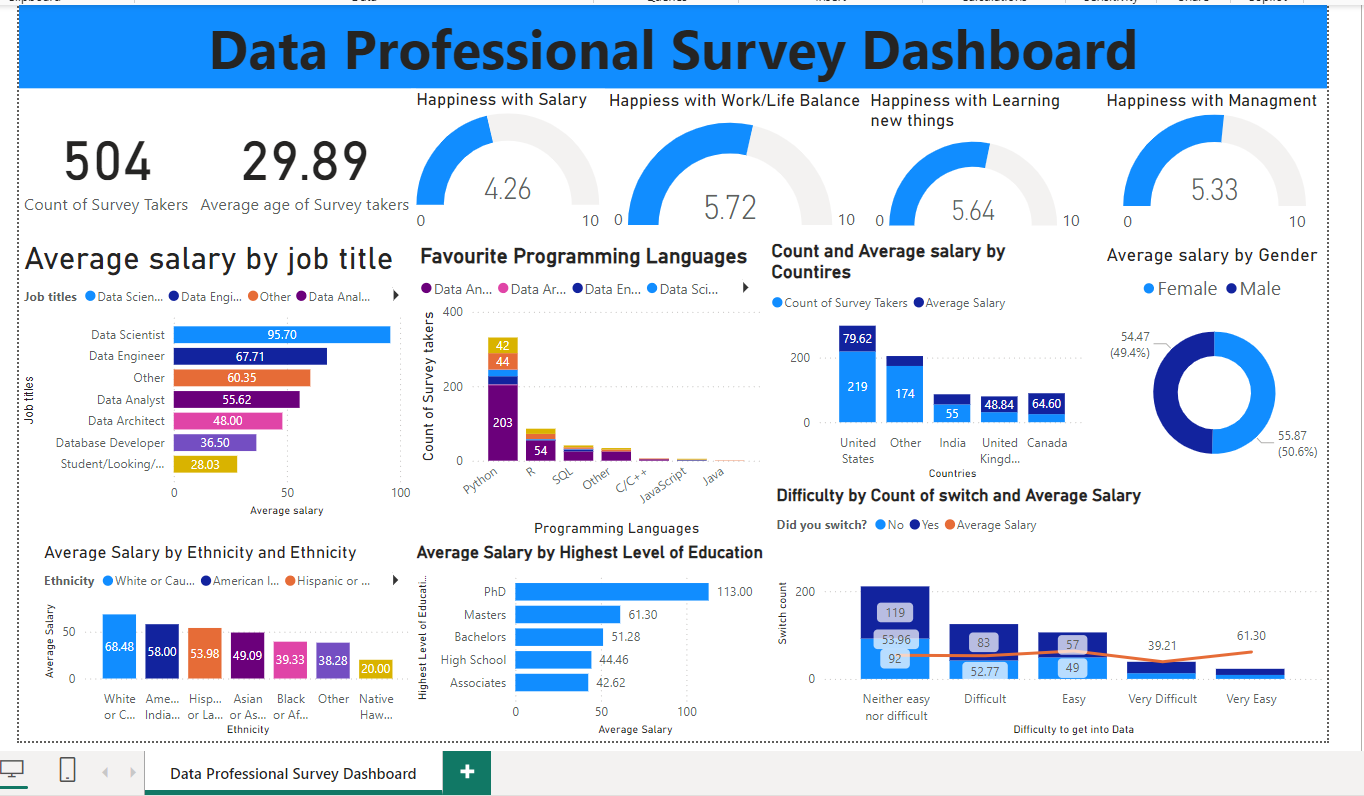 Data Professional Survey Dashboard
504
Count of Survey Takers
29.89
Average age of Survey takers
Happiness with Salary
4.26
0
10
Happiess with Work/Life Balance
5.72
0
10
Happiness with Learning
new things
5.64
0
10
Happiness with Managment
5.33
0
10
Average salary by job title
Job titles Data Scien... Data Engi... Other Data Anal...
Job titles
Data Scientist 95.70
Data Engineer 67.71
Other 60.35
Data Analyst 55.62
Data Architect 48.00
Database Developer 36.50
Student/Looking/... 28.03
0 50 100
Average salary
Favourite Programming Languages
Data An... Data Ar... Data En... Data Sci...
Count of Survey takers
400
200
0
42
44
203
54
Python R SQL Other C/C++ JavaScript Java
Programming Languages
Count and Average salary by
Countires
Count of Survey Takers Average Salary
200
0
79.62
219
174
55
48.84
64.60
United
States
Other
India
United
Kingd...
Canada
Countries
Average salary by Gender
Female Male
54.47
(49.4%)
55.87
(50.6%)
Average Salary by Ethnicity and Ethnicity
Ethnicity White or Cau... American I... Hispanic or ...
Average Salary
50
0
68.48 58.00 53.98 49.09 39.33 38.28 20.00
White
or C...
Ame...
India...
Hisp...
or La...
Asian
or As...
Black
or Af...
Other
Native
Haw...
Ethnicity
Average Salary by Highest Level of Education
Highest Level of Educati...
PhD 113.00
Masters 61.30
Bachelors 51.28
High School 44.46
Associates 42.62
0 50 100
Average Salary
Difficulty by Count of switch and Average Salary
Did you switch? No Yes Average Salary
Switch count
200
0
119
53.96
92
83
52.77
57
49
39.21
61.30
Neither easy
nor difficult
Difficult
Easy
Very Difficult
Very Easy
Difficulty to get into Data
Data Professional Survey Dashboard
+